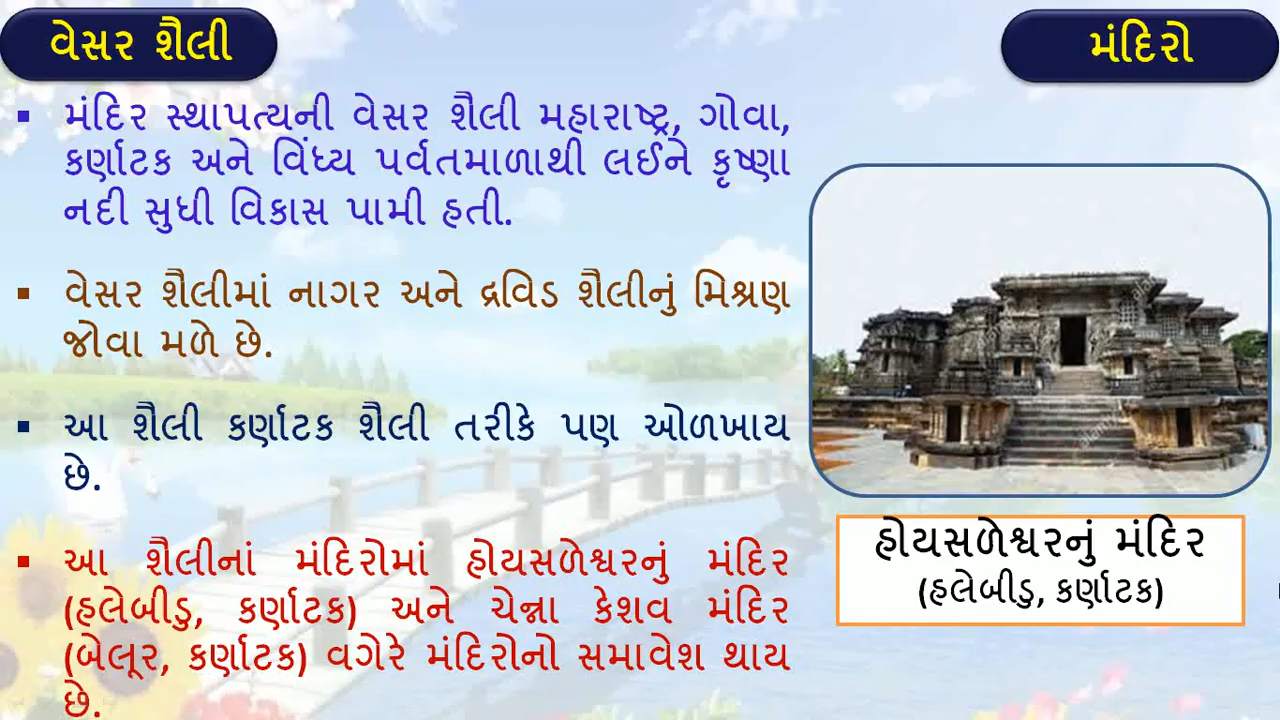 વેસર શૈલી
મંદિરો
▪ મંદિર સ્થાપત્યની વેસર શૈલી મહારાષ્ટ્ર, ગોવા,
કર્ણાટક અને વિંધ્ય પર્વતમાળાથી લઈને કૃષ્ણા
નદી સુધી વિકાસ પામી હતી.
▪ વેસર શૈલીમાં નાગર અને દ્રવિડ શૈલીનું મિશ્રણ
જોવા મળે છે.
▪ આ શૈલી કર્ણાટક શૈલી તરીકે પણ ઓળખાય
છે.
▪ આ શૈલીનાં મંદિરોમાં હોયસળેશ્વરનું મંદિર
(હલેબીડુ, કર્ણાટક) અને ચેન્ના કેશવ મંદિર
(બેલૂર, કર્ણાટક) વગેરે મંદિરોનો સમાવેશ થાય
છે.
હોયસળેશ્વરનું મંદિર
(હલેબીડુ, કર્ણાટક)